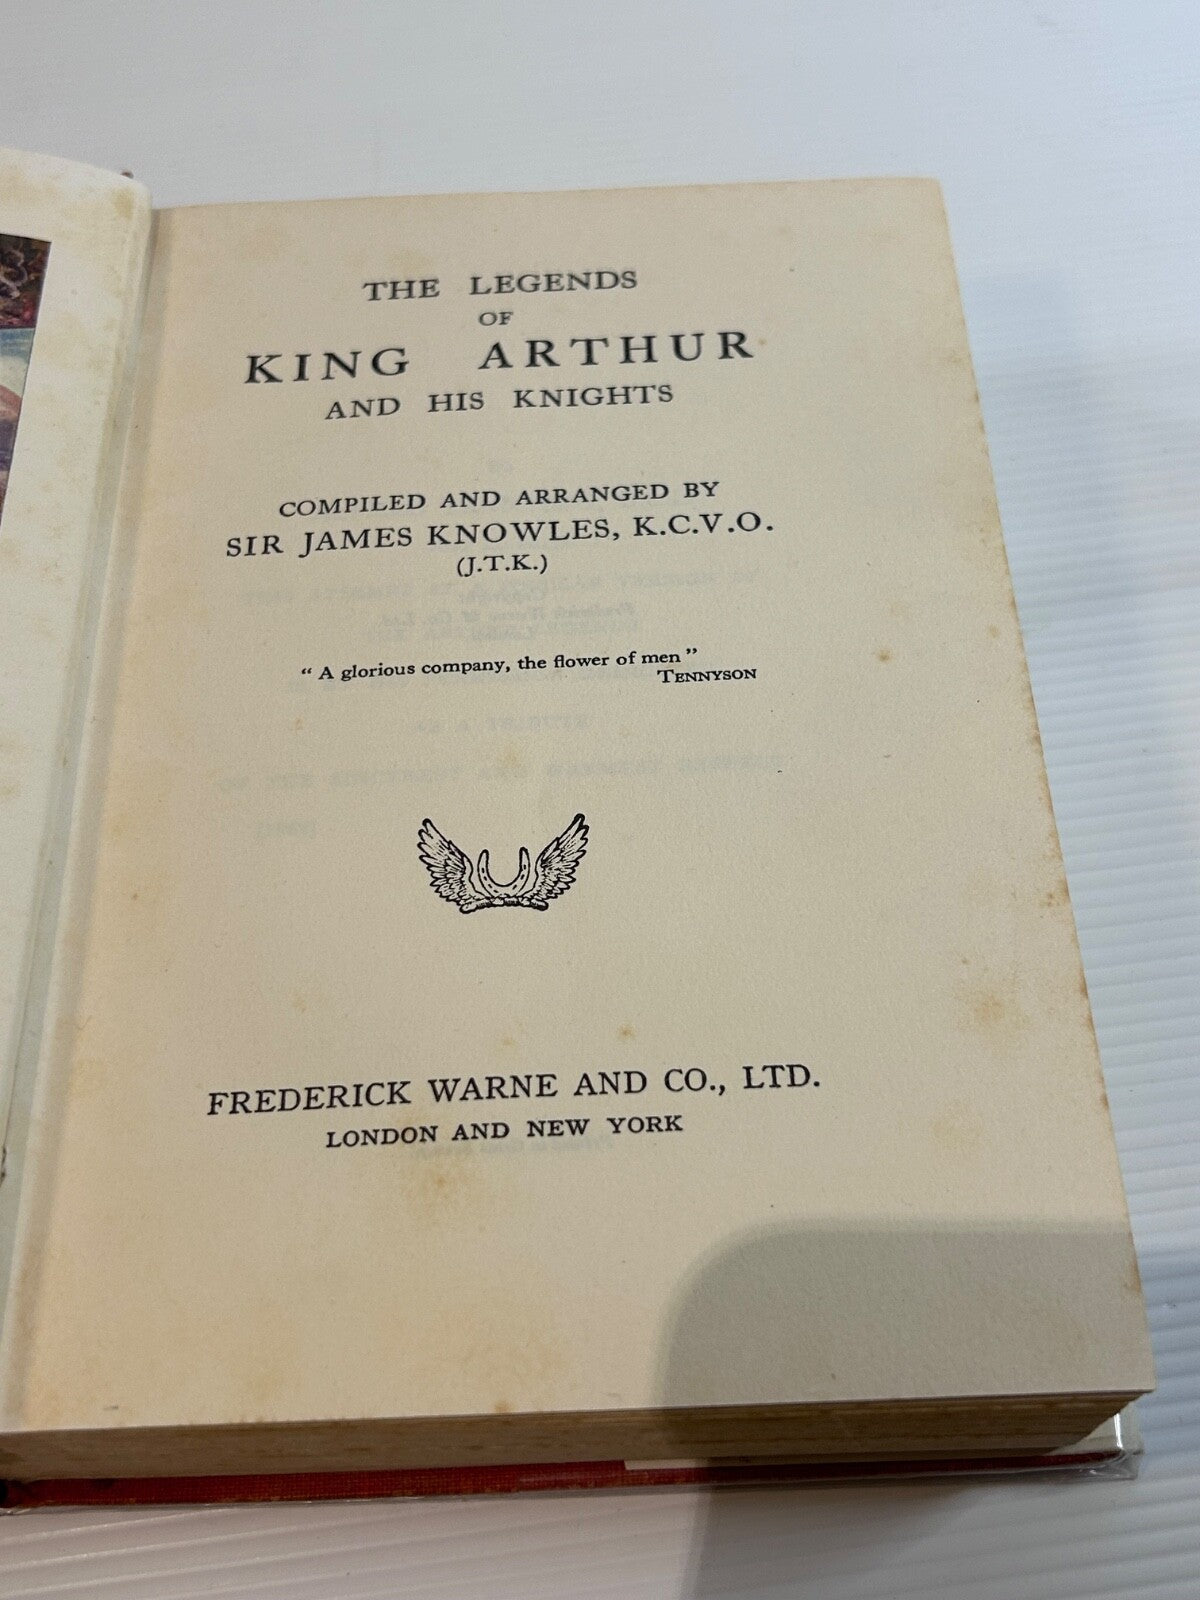 THE LEGENDS
OF
KING ARTHUR
AND HIS KNIGHTS
COMPILED AND ARRANGED BY
SIR JAMES KNOWLES, K.C.V.O.
(J.T.K.)
“A glorious company, the flower of men”
TENNYSON
FREDERICK WARNE AND CO., LTD.
LONDON AND NEW YORK